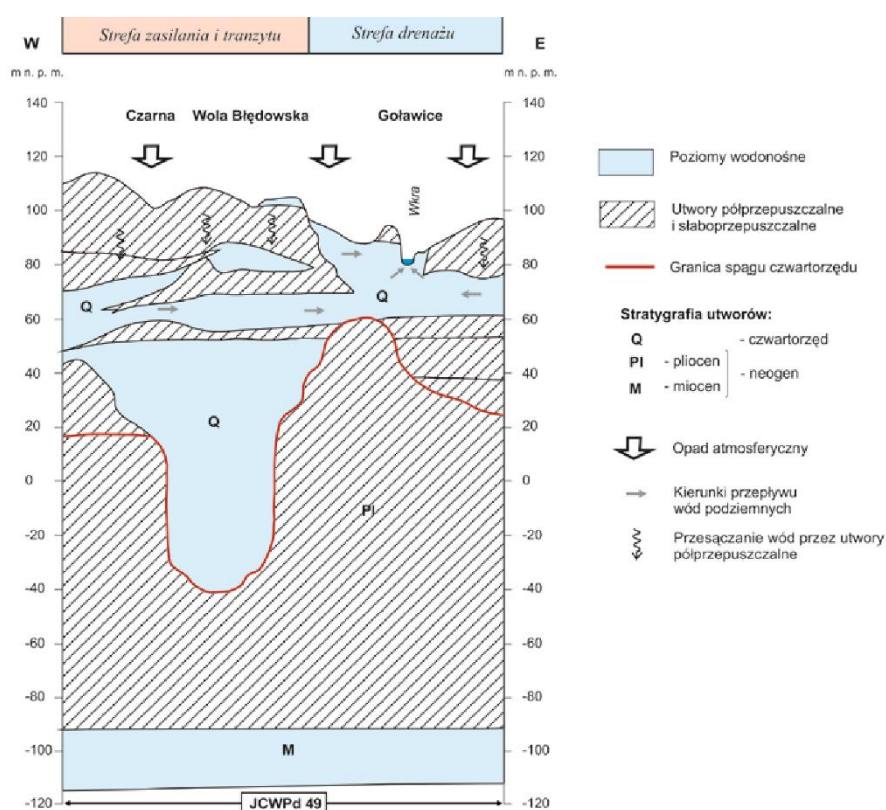 Strefa zasilania i tranzytu
Strefa drenażu
W
E
m n. p. m.
m n. p. m.
140
120
100
80
60
40
20
0
-20
-40
-60
-80
-100
-120
140
120
100
80
60
40
20
0
-20
-40
-60
-80
-100
-120
Czarna
Wola Błędowska
Goławice
Wkra
Q
Q
Q
Pl
M
JCWPd 49
Poziomy wodonośne
Utwory półprzepuszczalne
i słaboprzepuszczalne
Granica spągu czwartorzędu
Stratygrafia utworów:
Q - czwartorzęd
Pl - pliocen
M - miocen
- neogen
Opad atmosferyczny
Kierunki przepływu
wód podziemnych
Przesączanie wód przez utwory
półprzepuszczalne